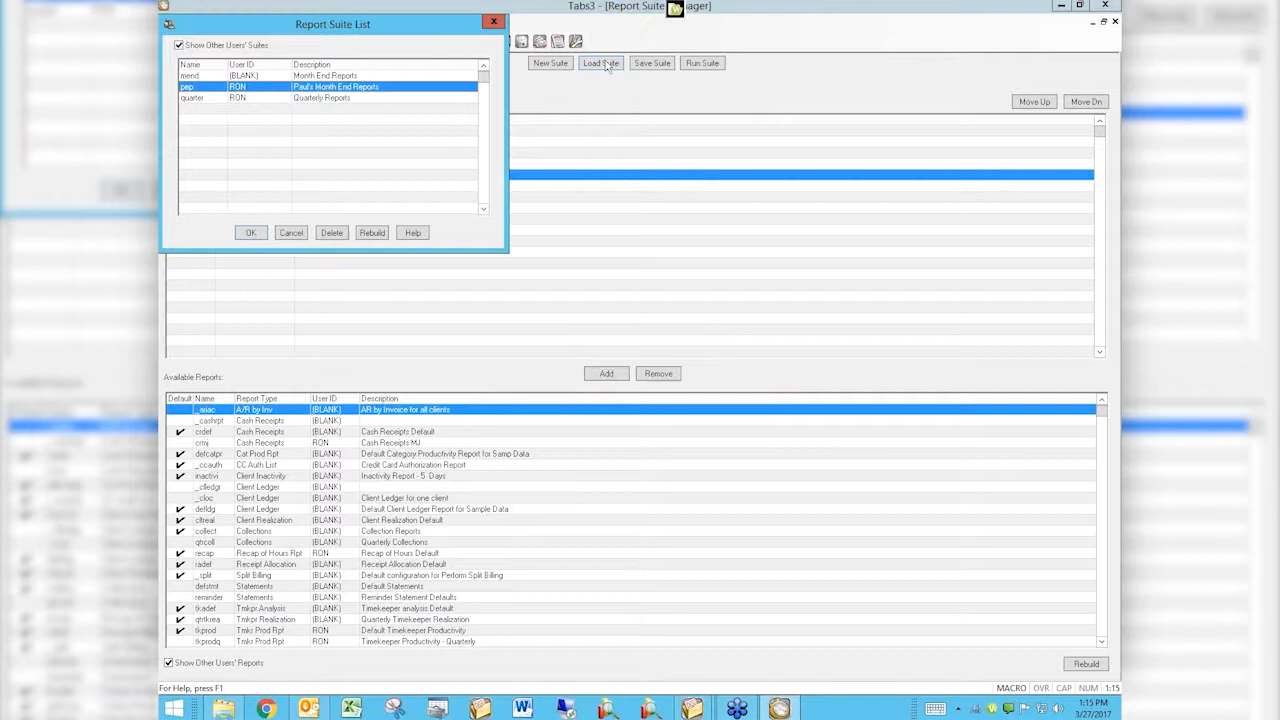 Tabs3 - [Report Suite
ager]
Report Suite List
Show Other Users' Suites
Name User ID Description
mend (BLANK) Month End Reports
pep RON Paul's Month End Reports
quarter RON Quarterly Reports
OK Cancel Delete Rebuild Help
New Suite Load Suite Save Suite Run Suite
Move Up Move Dn
Available Reports:
Add Remove
Default Name Report Type User ID Description
_ariac A/R by Inv (BLANK) AR by Invoice for all clients
_cashrpt Cash Receipts (BLANK)
crdef Cash Receipts (BLANK) Cash Receipts Default
crmj Cash Receipts RON Cash Receipts MJ
defcatpr Cat Prod Rpt (BLANK) Default Category Productivity Report for Samp Data
_ccauth CC Auth List (BLANK) Credit Card Authorization Report
inactivi Client Inactivity (BLANK) Inactivity Report - 5 Days
_clledgr Client Ledger (BLANK)
_cloc Client Ledger (BLANK) Client Ledger for one client
defldg Client Ledger (BLANK) Default Client Ledger Report for Sample Data
cltreal Client Realization (BLANK) Client Realization Default
collect Collections (BLANK) Collection Reports
qtrcoll Collections (BLANK) Quarterly Collections
recap Recap of Hours Rpt RON Recap of Hours Default
radef Receipt Allocation (BLANK) Receipt Allocation Default
_split Split Billing (BLANK) Default configuration for Perform Split Billing
defstmt Statements (BLANK) Default Statements
reminder Statements (BLANK) Reminder Statement Defaults
tkadef Tmkpr Analysis (BLANK) Timekeeper analysis Default
qtrtkrea Tmkpr Analysis (BLANK) Quarterly Timekeeper Realization
tkprod Tmkr Prod Rpt RON Default Timekeeper Productivity
tkprodq Tmkr Prod Rpt RON Timekeeper Productivity - Quarterly
Show Other Users' Reports
Rebuild
For Help, press F1
MACRO OVR CAP NUM 1:15
1:15 PM
3/27/2017